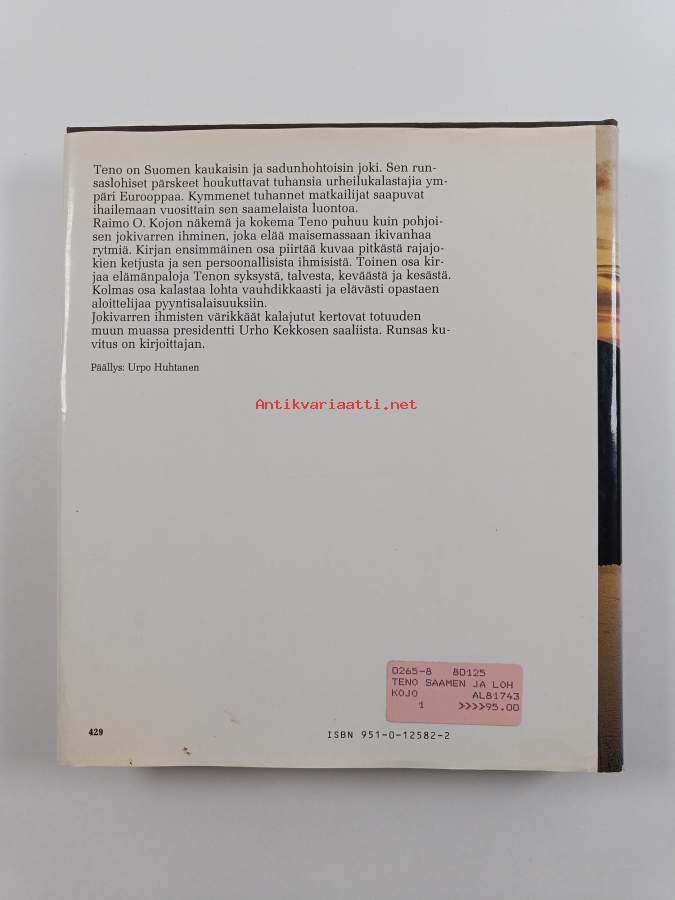 Teno on Suomen kaukaisin ja sadunhohtoisin joki. Sen run-
saslohiset pärskeet houkuttavat tuhansia urheilukalastajia ym-
päri Eurooppaa. Kymmenet tuhannet matkailijat saapuvat
ihailemaan vuosittain sen saamelaista luontoa.
Raimo O. Kojon näkemä ja kokema Teno puhuu kuin pohjoi-
sen jokivarren ihminen, joka elää maisemassaan ikivanhaa
rytmiä. Kirjan ensimmäinen osa piirtää kuvaa pitkästä rajajo-
kien ketjusta ja sen persoonallisista ihmisistä. Toinen osa kir-
jaa elämänpaloja Tenon syksystä, talvesta, keväästä ja kesästä.
Kolmas osa kalastaa lohta vauhdikkaasti ja elävästi opastaen
aloittelijaa pyyntisalaisuuksiin.
Jokivarren ihmisten värikkäät kalajutut kertovat totuuden
muun muassa presidentti Urho Kekkosen saaliista. Runsas ku-
vitus on kirjoittajan.
Päällys: Urpo Huhtanen
Antikvariaatti.net
0265-8 8D125
TENO SAAMEN JA LOH
KOJO AL81743
1 >>>>95.00
429
ISBN 951-0-12582-2